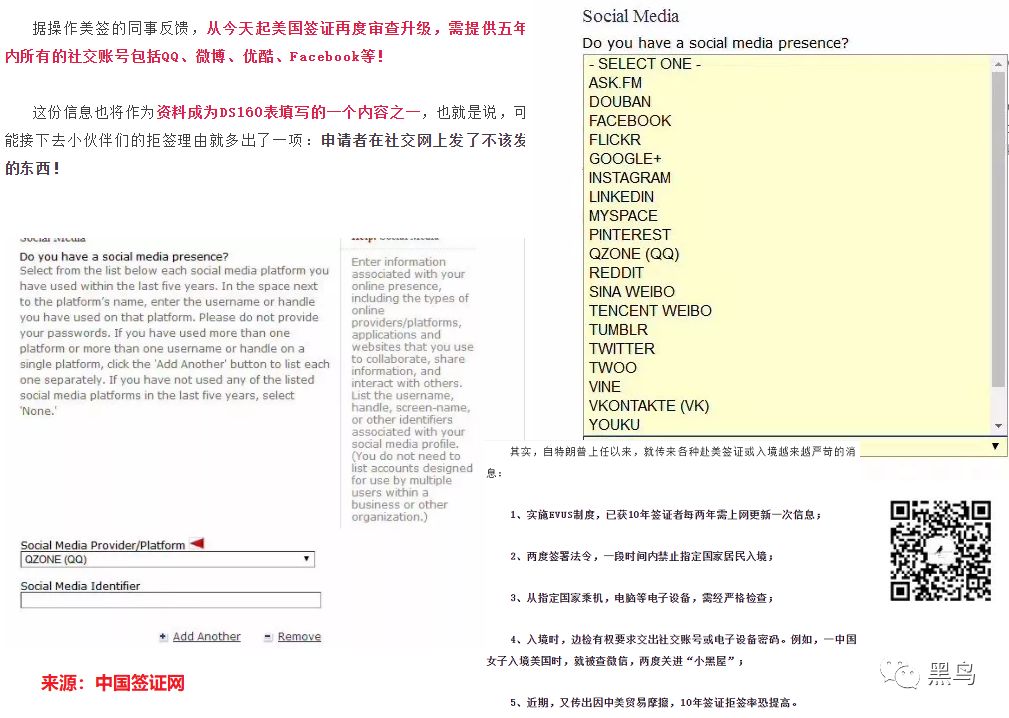 据操作美签的同事反馈，从今天起美国签证再度审查升级，需提供五年
内所有的社交账号包括QQ、微博、优酷、Facebook等！
这份信息也将作为资料成为DS160表填写的一个内容之一，也就是说，可
能接下去小伙伴们的拒签理由就多出了一项：申请者在社交网上发了不该发
的东西！
Social Media
Do you have a social media presence?
Select from the list below each social media platform you
have used within the last five years. In the space next
to the platform's name, enter the username or handle
you have used on that platform. Please do not provide
your passwords. If you have used more than one
platform or more than one username or handle on a
single platform, click the 'Add Another' button to list each
one separately. If you have not used any of the listed
social media platforms in the last five years, select
'None.'
Help: Social Media
Enter information
associated with your
online presence,
including the types of
online
providers/platforms,
applications and
websites that you use
to collaborate, share
information, and
interact with others.
List the username,
handle, screen-name,
or other identifiers
associated with your
social media profile.
(You do not need to
list accounts designed
for use by multiple
users within a
business or other
organization.)
Social Media Provider/Platform
QZONE (QQ)
Social Media Identifier
Add Another
Remove
来源：中国签证网
Social Media
Do you have a social media presence?
- SELECT ONE -
ASK.FM
DOUBAN
FACEBOOK
FLICKR
GOOGLE+
INSTAGRAM
LINKEDIN
MYSPACE
PINTEREST
QZONE (QQ)
REDDIT
SINA WEIBO
TENCENT WEIBO
TUMBLR
TWITTER
TWOO
VINE
VKONTAKTE (VK)
YOUKU
其实，自特朗普上任以来，就传来各种赴美签证或入境越来越严苛的消
息：
1、实施EVUS制度，已获10年签证者每两年需上网更新一次信息；
2、两度签署法令，一段时间内禁止指定国家居民入境；
3、从指定国家乘机，电脑等电子设备，需经严格检查；
4、入境时，边检有权要求交出社交账号或电子设备密码。例如，一中国
女子入境美国时，就被查微信，两度关进“小黑屋”；
5、近期，又传出因中美贸易摩擦，10年签证拒签率恐提高。
黑鸟